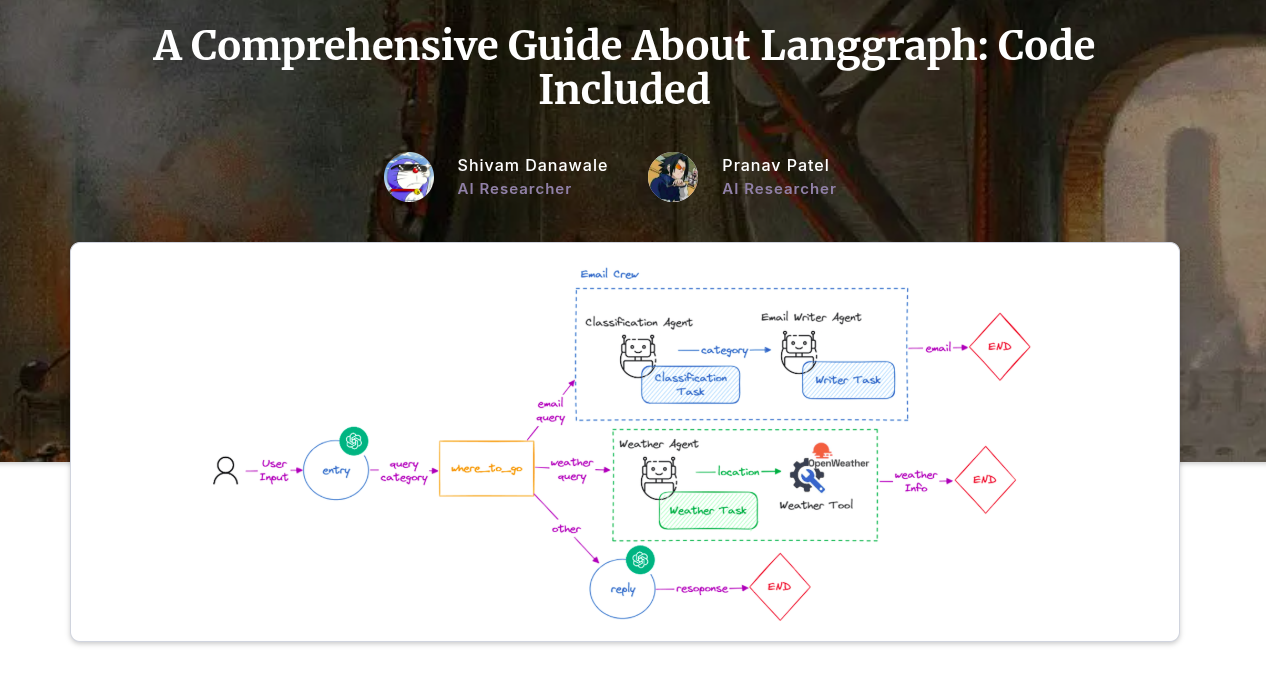 A Comprehensive Guide About Langgraph: Code
Included
Shivam Danawale
AI Researcher
Pranav Patel
AI Researcher
Email Crew
Classification Agent
Email Writer Agent
category
Classification
Task
Writer Task
email
END
email
query
User
Input
entry
query
category
where_to_go
weather
query
Weather Agent
location
OpenWeather
Weather Task
Weather Tool
weather
Info
END
other
reply
resoponse
END